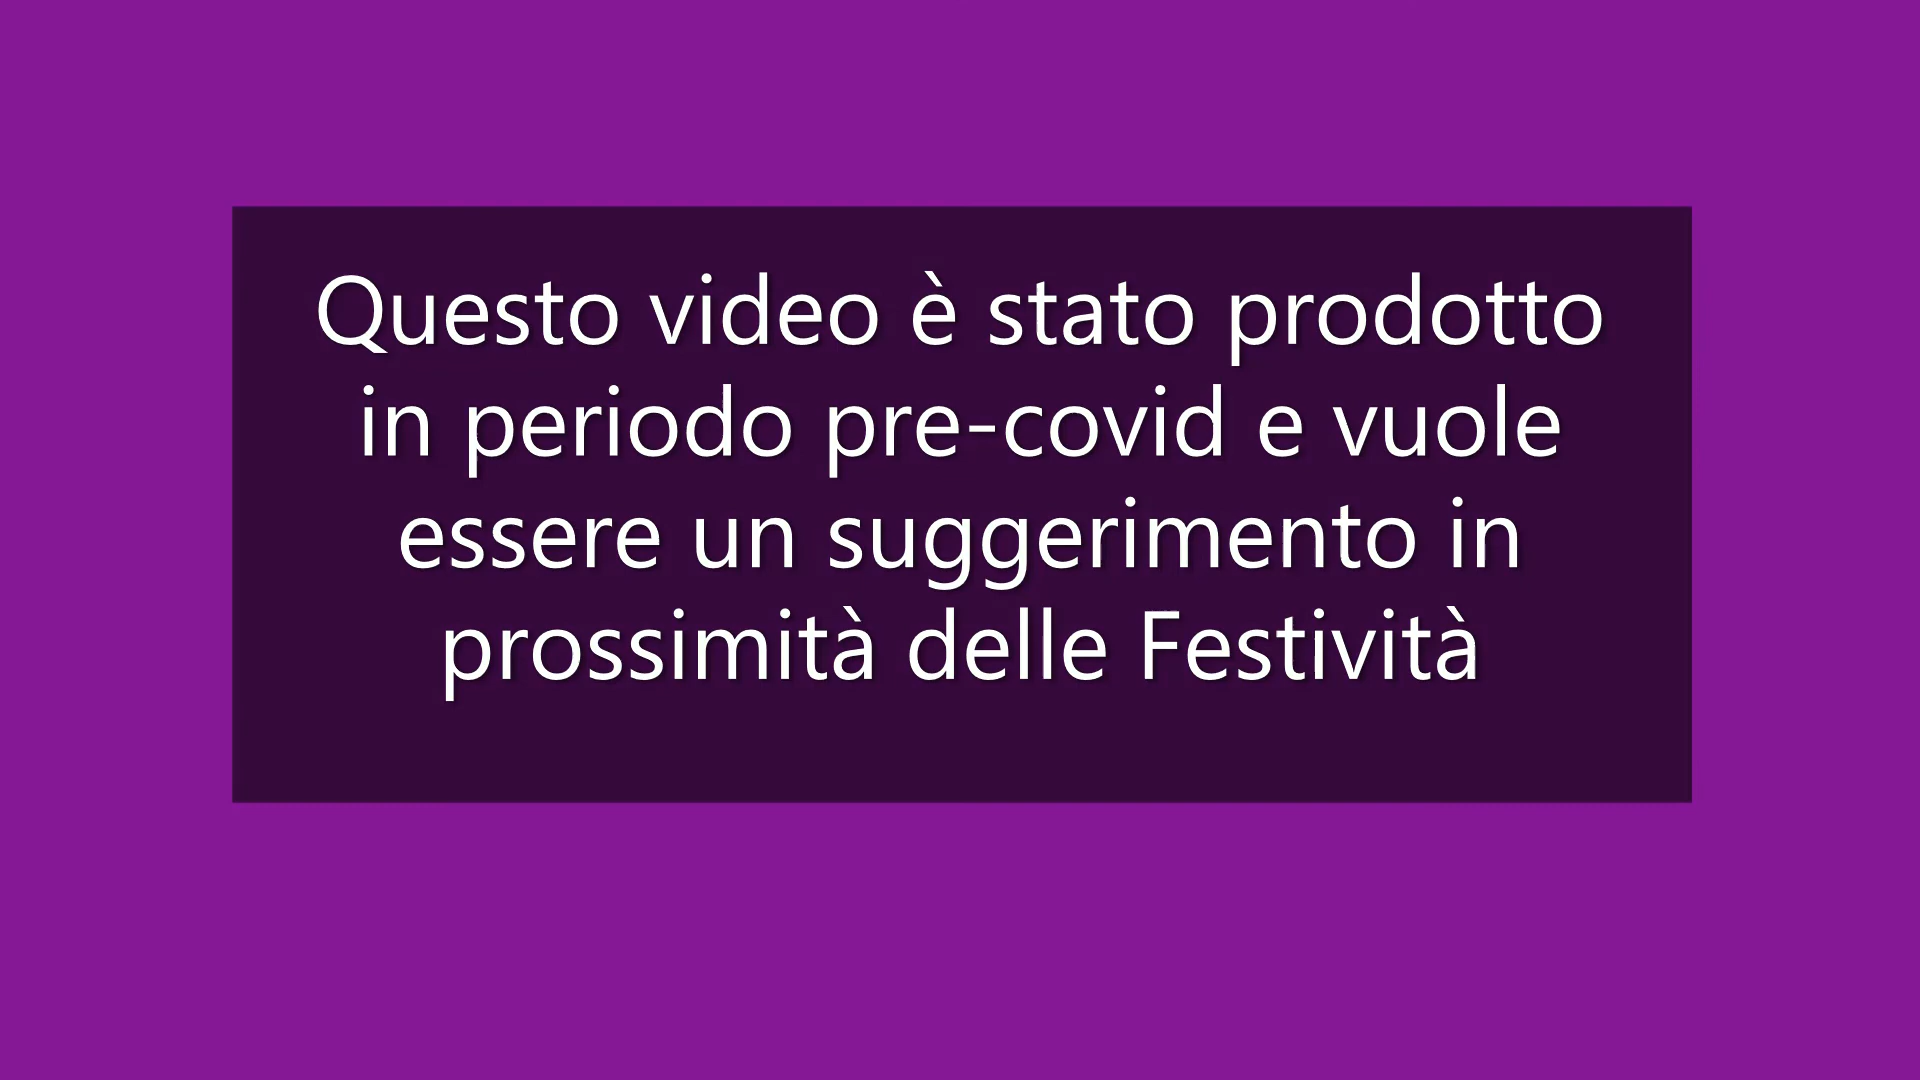 Questo video è stato prodotto
in periodo pre-covid e vuole
essere un suggerimento in
prossimità delle Festività